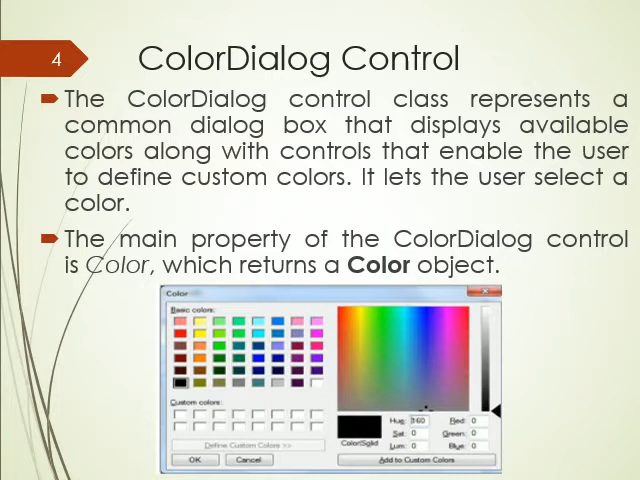 4
ColorDialog Control
The ColorDialog control class represents a
common dialog box that displays available
colors along with controls that enable the user
to define custom colors. It lets the user select a
color.
The main property of the ColorDialog control
is Color, which returns a Color object.
Color
Basic colors:
Custom colors:
Define Custom Colors >>
OK Cancel
Color|Solid
Hue: 160 Red: 0
Sat: 0 Green: 0
Lum: 0 Blue: 0
Add to Custom Colors